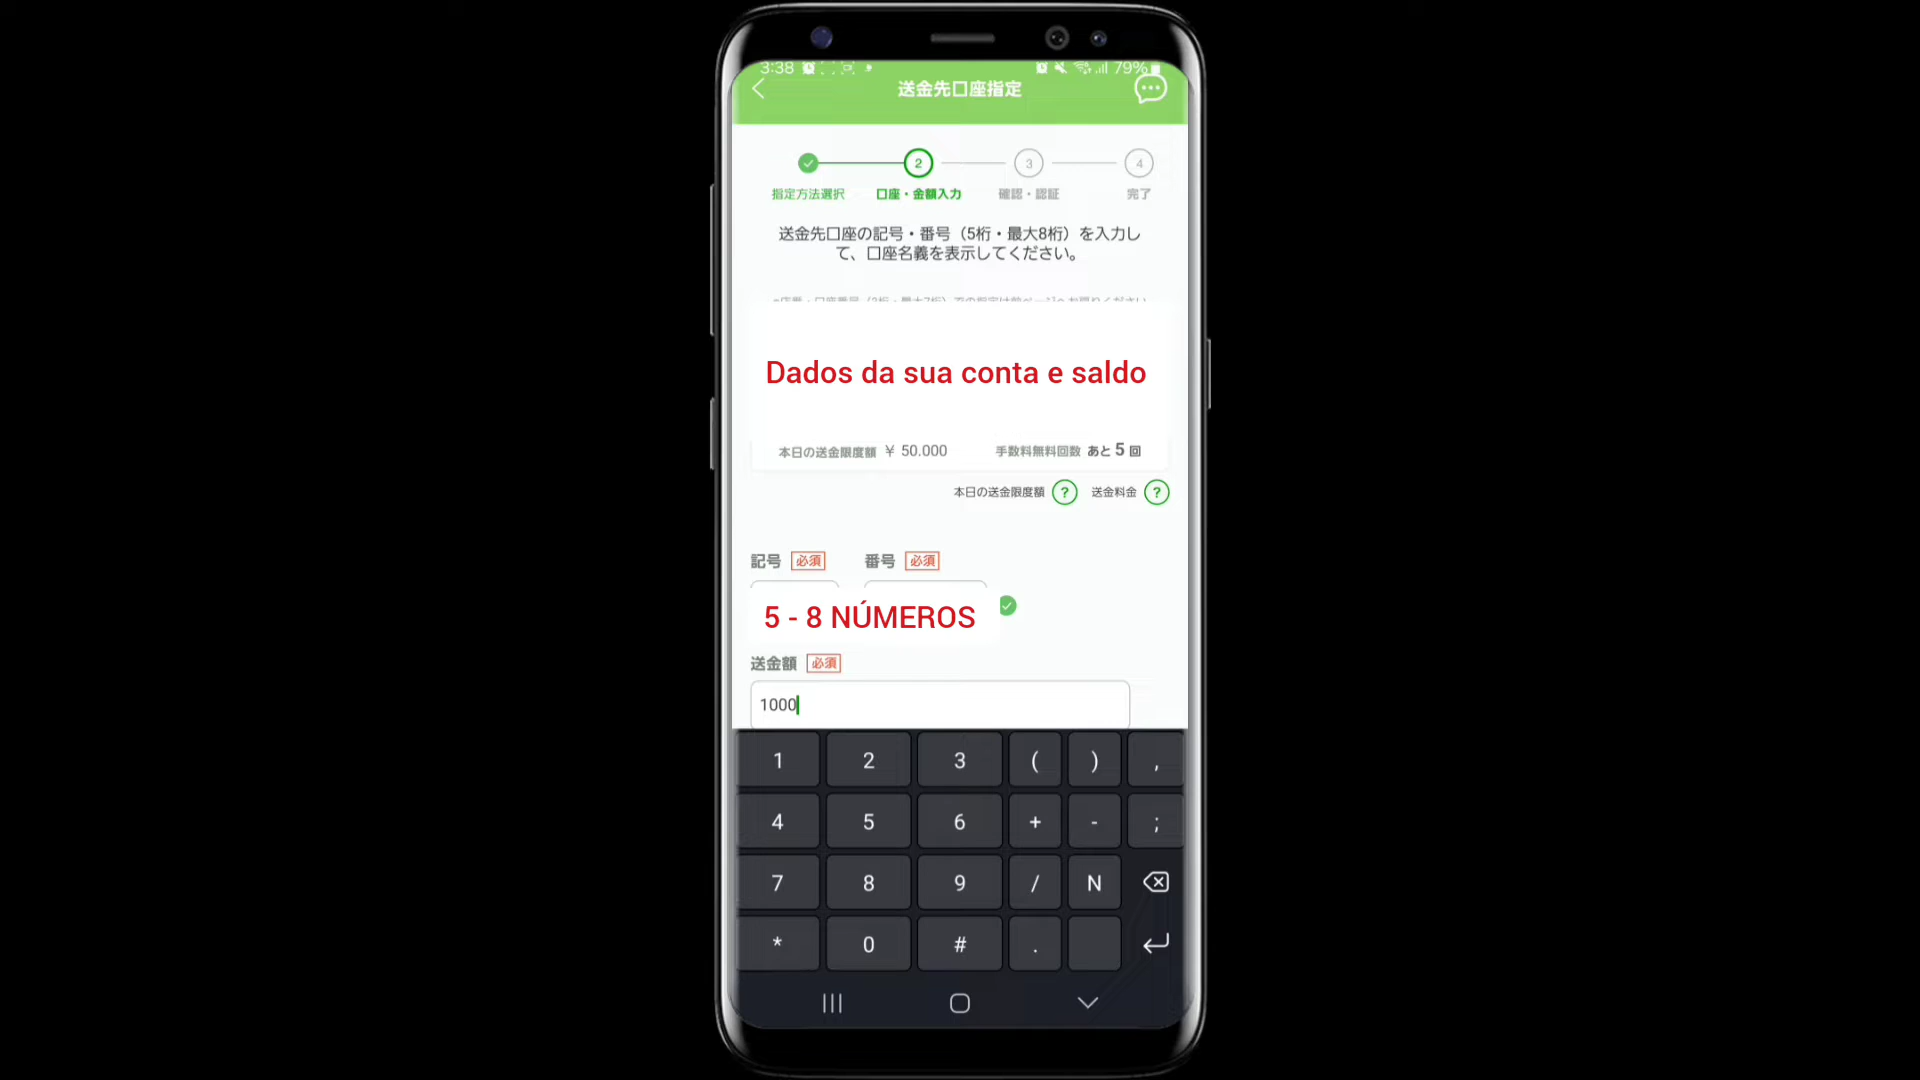 3:38
79%
送金先口座指定
2
3
4
指定方法選択
口座・金額入力
確認・認証
完了
送金先口座の記号・番号（5桁・最大8桁）を入力し
て、口座名義を表示してください。
Dados da sua conta e saldo
本日の送金限度額 ¥ 50.000
手数料無料回数 あと 5 回
本日の送金限度額 ?
送金料金 ?
記号 必須
番号 必須
5 - 8 NÚMEROS
送金額 必須
1000
1 2 3 ( ) ,
4 5 6 + - ;
7 8 9 / N
* 0 # .